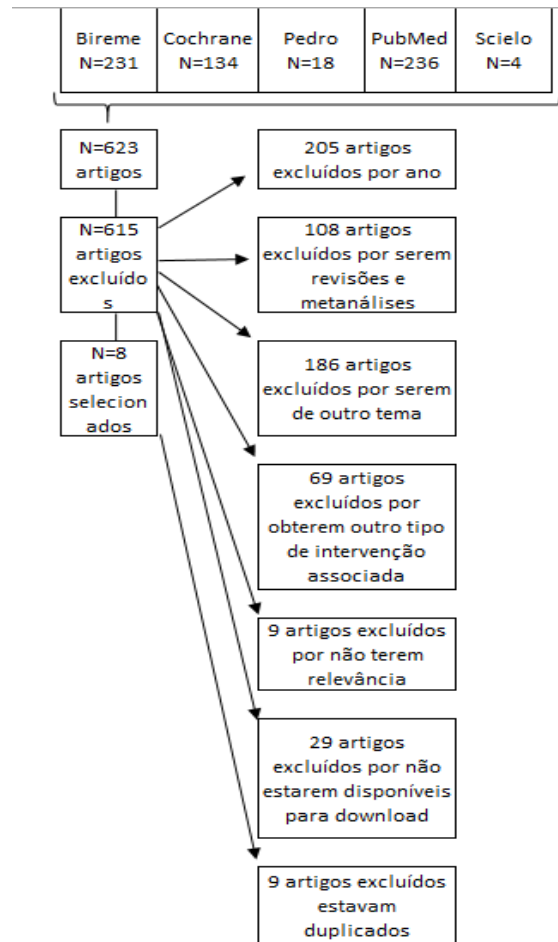 Bireme
N=231
Cochrane
N=134
Pedro
N=18
PubMed
N=236
Scielo
N=4
N=623
artigos
205 artigos
excluídos por ano
N=615
artigos
excluído
s
108 artigos
excluídos por serem
revisões e
metanálises
N=8
artigos
selecion
ados
186 artigos
excluídos por serem
de outro tema
69 artigos
excluídos por
obterem outro tipo
de intervenção
associada
9 artigos excluídos
por não terem
relevância
29 artigos
excluídos por não
estarem disponíveis
para download
9 artigos excluídos
estavam
duplicados